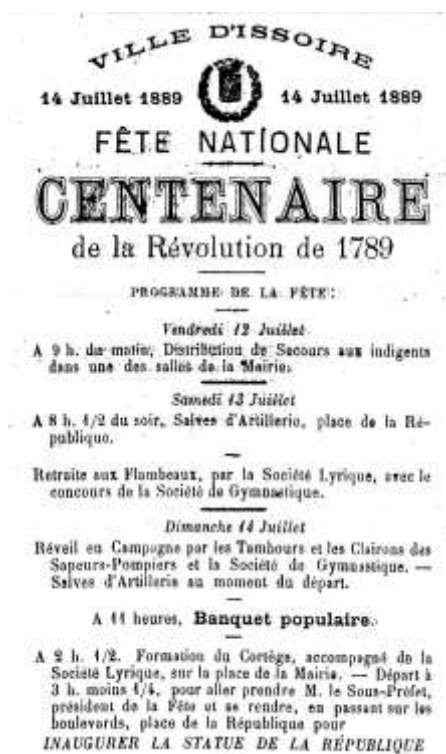 VILLE D'ISSOIRE
14 Juillet 1889 14 Juillet 1889
FÊTE NATIONALE
CENTENAIRE
de la Révolution de 1789
PROGRAMME DE LA FÊTE:
Vendredi 12 Juillet
A 9 h. du matin, Distribution de Secours aux indigents
dans une des salles de la Mairie.
Samedi 13 Juillet
A 8 h. 1/2 du soir, Salves d'Artillerie, place de la Ré-
publique.
Retraite aux Flambeaux, par la Société Lyrique, avec le
concours de la Société de Gymnastique.
Dimanche 14 Juillet
Réveil en Campagne par les Tambours et les Clairons des
Sapeurs-Pompiers et la Société de Gymnastique. —
Salves d'Artillerie au moment du départ.
A 11 heures, Banquet populaire.
A 2 h. 1/2. Formation du Cortège, accompagné de la
Société Lyrique, sur la place de la Mairie. — Départ à
3 h. moins 1/4, pour aller prendre M. le Sous-Préfet,
président de la Fête et se rendre, en passant sur les
boulevards, place de la République pour
INAUGURER LA STATUE DE LA RÉPUBLIQUE